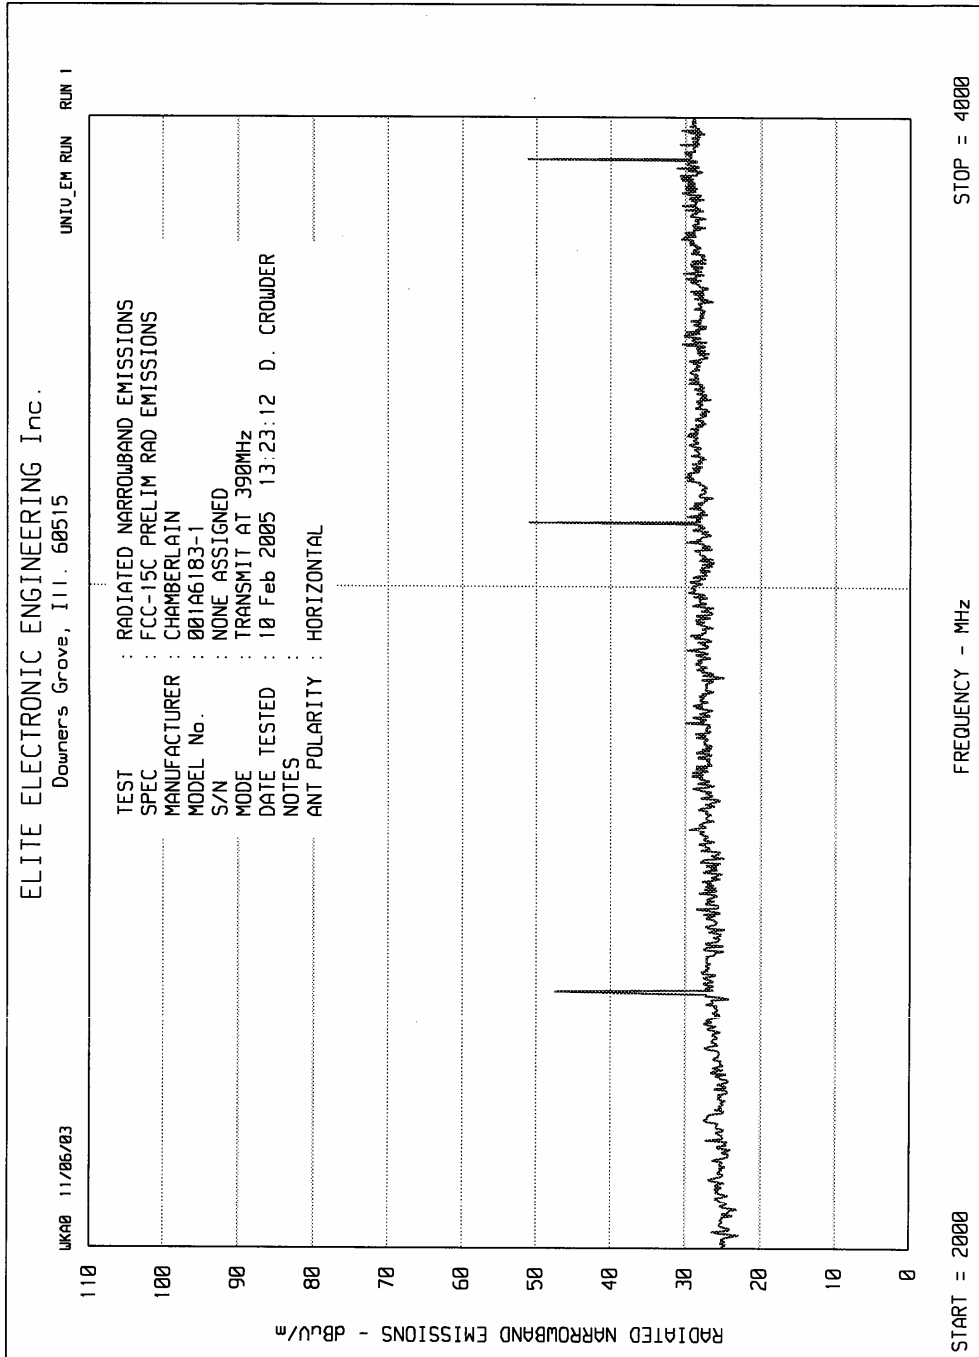 ELITE ELECTRONIC ENGINEERING Inc.
Downers Grove, Ill. 60515
WKA0 11/06/03
UNIV_EM RUN RUN 1
TEST : RADIATED NARROWBAND EMISSIONS
SPEC : FCC-15C PRELIM RAD EMISSIONS
MANUFACTURER : CHAMBERLAIN
MODEL No. : 001A6183-1
S/N : NONE ASSIGNED
MODE : TRANSMIT AT 390MHz
DATE TESTED : 10 Feb 2005 13:23:12 D. CROWDER
NOTES :
ANT POLARITY : HORIZONTAL
110
100
90
80
70
60
50
40
30
20
10
0
RADIATED NARROWBAND EMISSIONS - dBuV/m
START = 2000
FREQUENCY - MHz
STOP = 4000